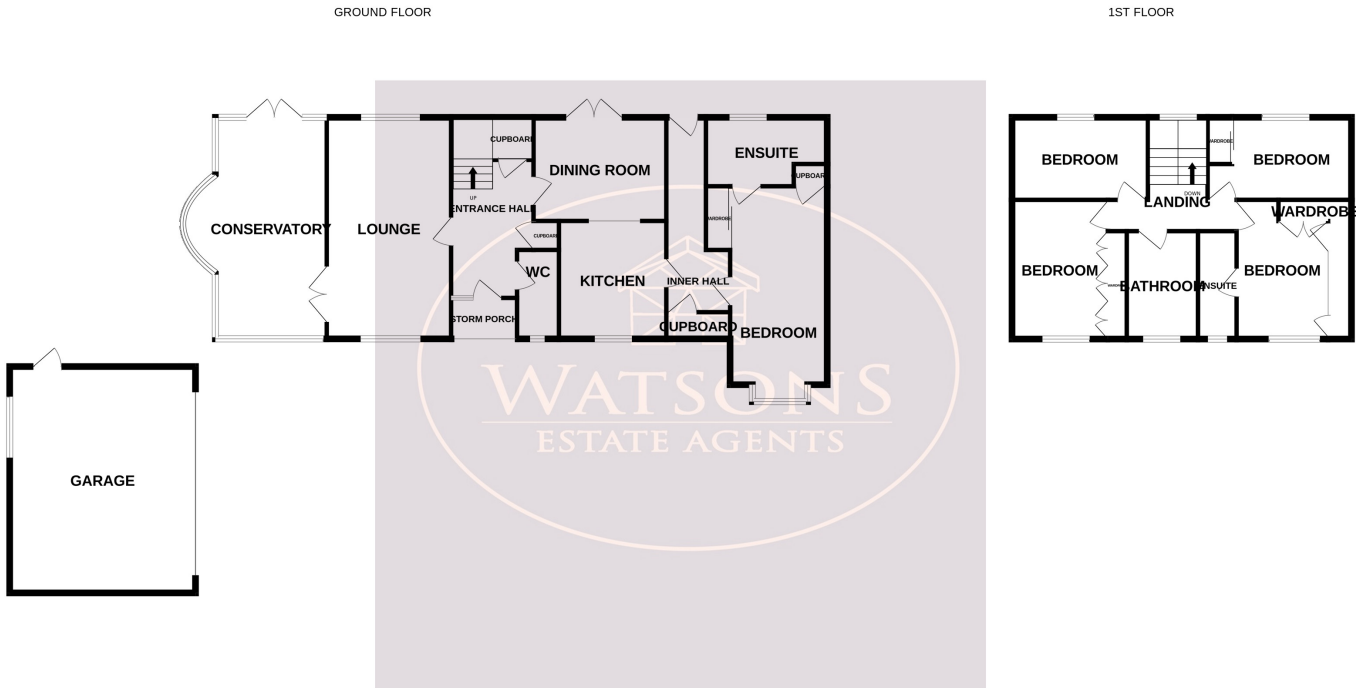 GROUND FLOOR
1ST FLOOR
CUPBOARD
DINING ROOM
ENSUITE
CUPBOARD
UP
ENTRANCE HALL
WARDROBE
CONSERVATORY
LOUNGE
CUPBOARD
WC
KITCHEN
INNER HALL
STORM PORCH
CUPBOARD
BEDROOM
GARAGE
WATSONS
ESTATE AGENTS
BEDROOM
WARDROBE
BEDROOM
DOWN
LANDING
WARDROBE
BEDROOM
BATHROOM
ENSUITE
BEDROOM